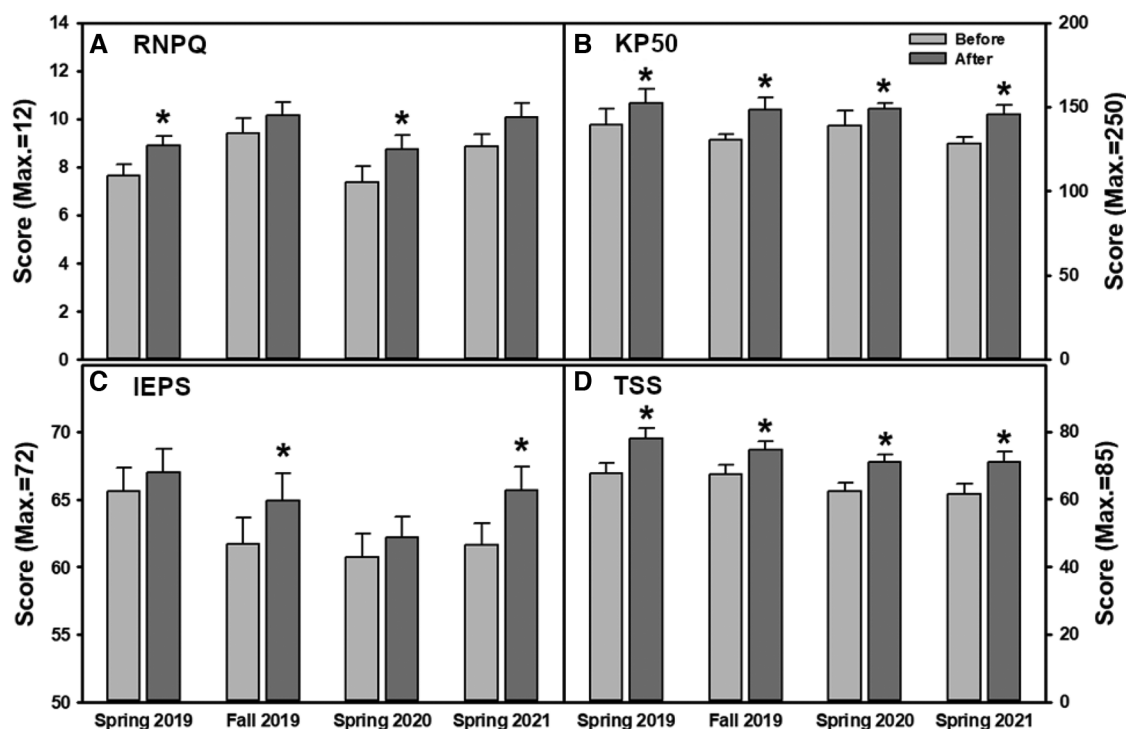 A RNPQ
14
12
10
8
6
4
2
0
Score (Max.=12)
*
*
B KP50
Before
After
200
150
100
50
0
Score (Max.=250)
*
*
*
*
C IEPS
70
65
60
55
50
Score (Max.=72)
*
*
Spring 2019 Fall 2019 Spring 2020 Spring 2021
D TSS
80
60
40
20
0
Score (Max.=85)
*
*
*
*
Spring 2019 Fall 2019 Spring 2020 Spring 2021